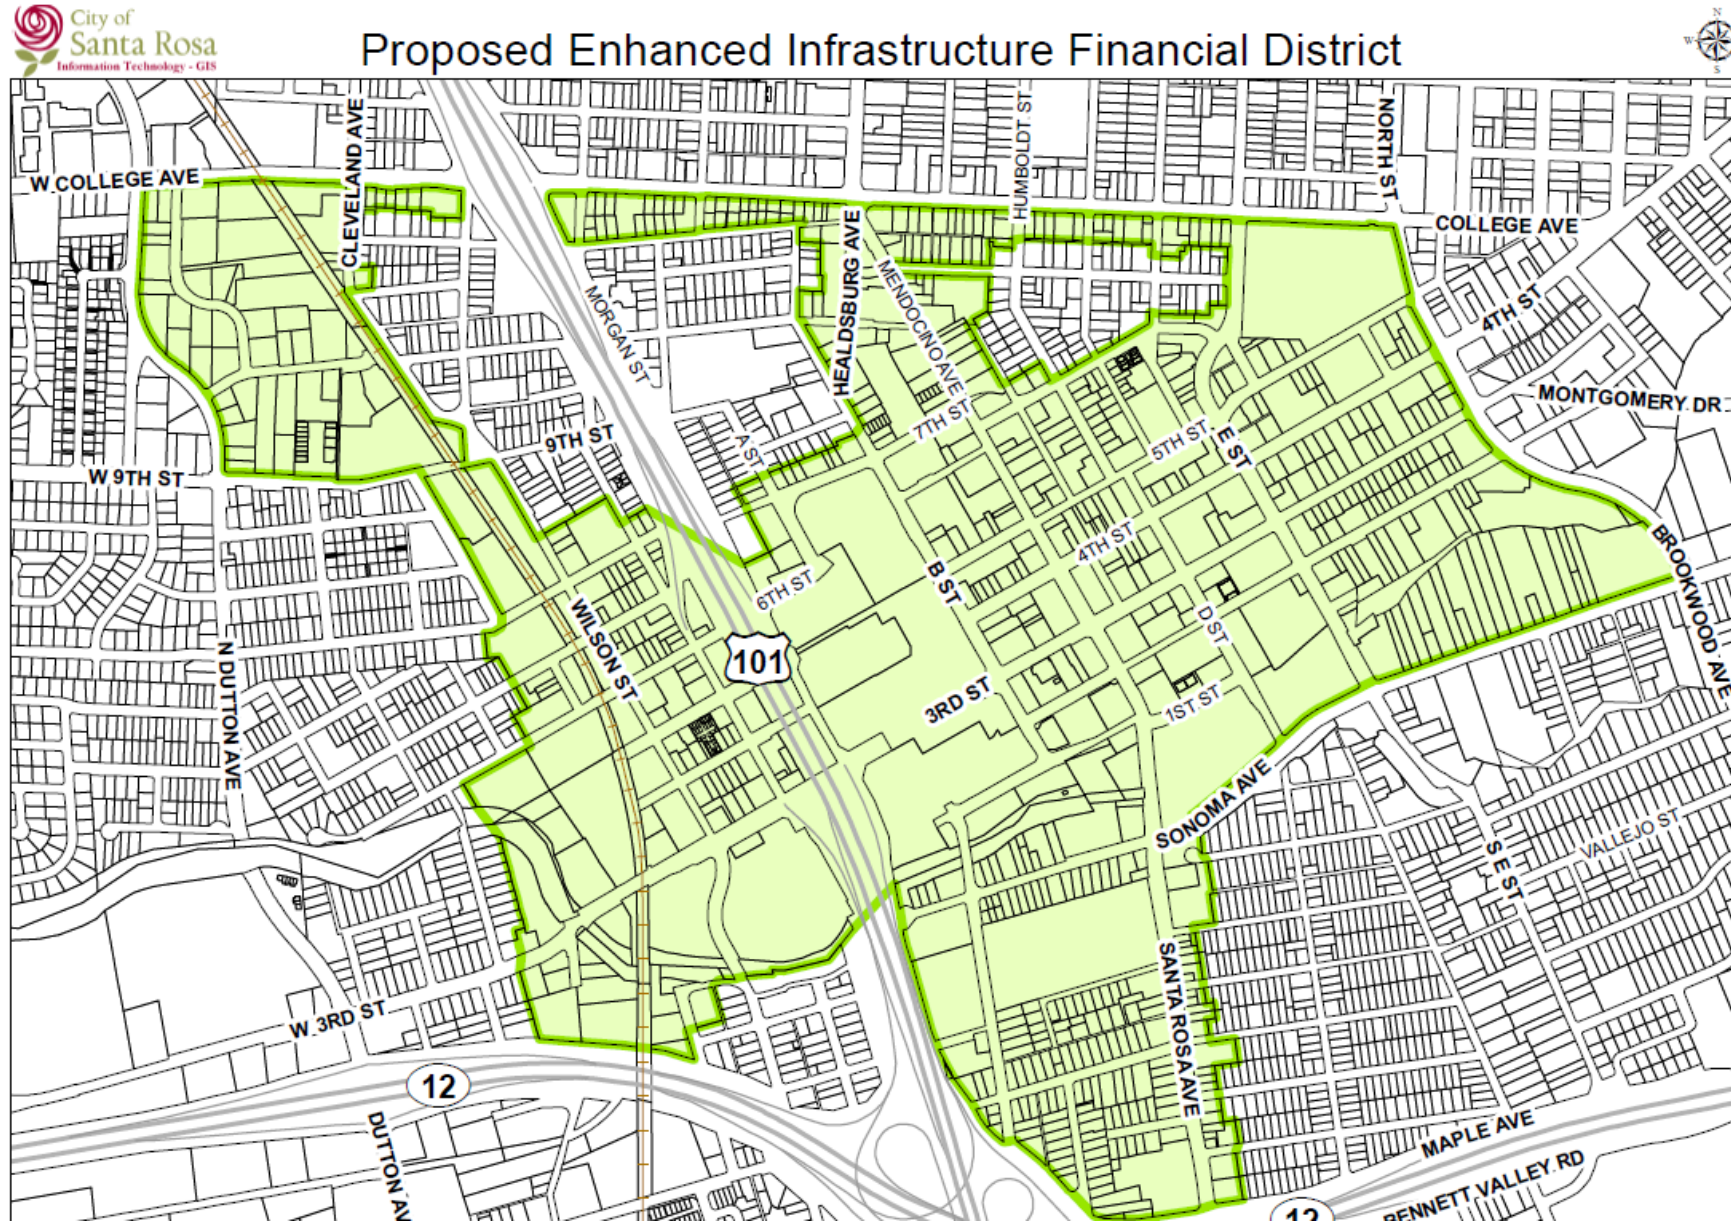 City of
Santa Rosa
Information Technology - GIS
Proposed Enhanced Infrastructure Financial District
N
W
S
W COLLEGE AVE
CLEVELAND AVE
HUMBOLDT ST
NORTH ST
COLLEGE AVE
HEALDSBURG AVE
MENDOCINO AVE
MORGAN ST
4TH ST
MONTGOMERY DR
7TH ST
9TH ST
A ST
5TH ST
E ST
W 9TH ST
4TH ST
BROOKWOOD AVE
B ST
6TH ST
WILSON ST
D ST
101
N DUTTON AVE
3RD ST
1ST ST
SONOMA AVE
S E ST
VALLEJO ST
SANTA ROSA AVE
W 3RD ST
12
DUTTON AV
MAPLE AVE
BENNETT VALLEY RD
12